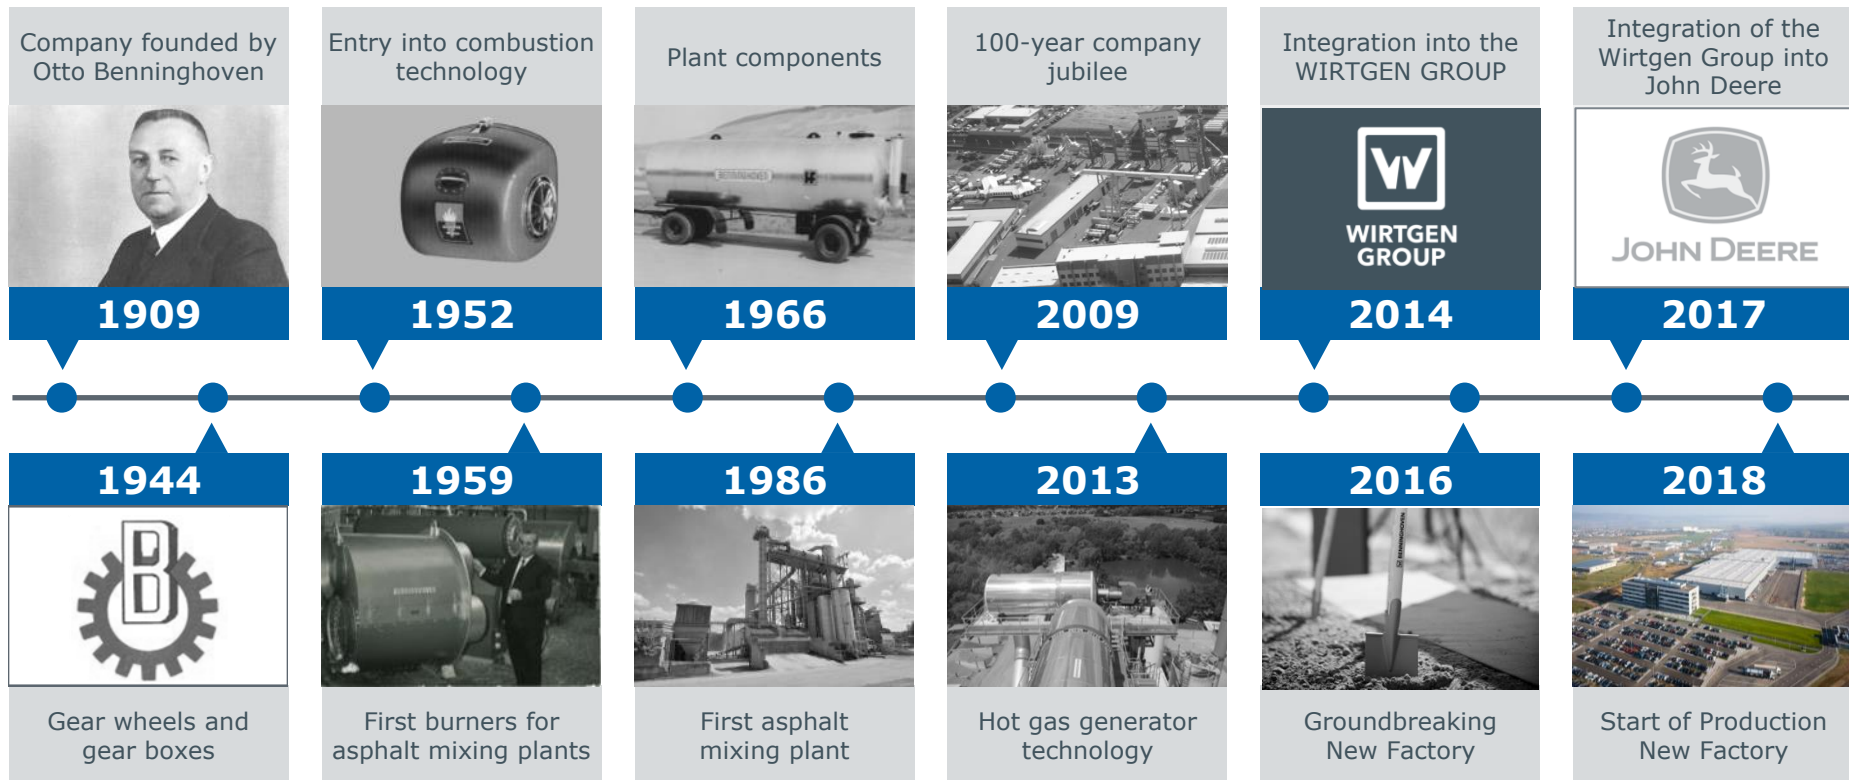 Company founded by
Otto Benninghoven
1909
Entry into combustion
technology
1952
Plant components
BENNINGHOVEN
1966
100-year company
jubilee
2009
Integration into the
WIRTGEN GROUP
W
WIRTGEN
GROUP
2014
Integration of the
Wirtgen Group into
John Deere
JOHN DEERE
2017
1944
B
Gear wheels and
gear boxes
1959
BENNINGHOVEN
First burners for
asphalt mixing plants
1986
First asphalt
mixing plant
2013
Hot gas generator
technology
2016
BENNINGHOVEN
Groundbreaking
New Factory
2018
Start of Production
New Factory